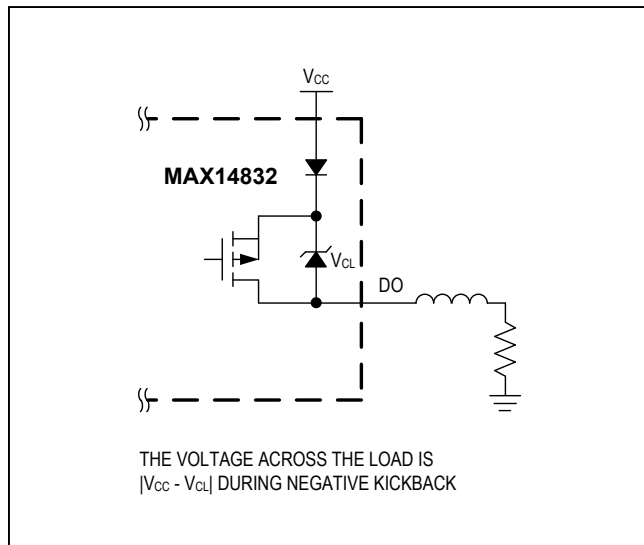 VCC
MAX14832
VCL
DO
THE VOLTAGE ACROSS THE LOAD IS
|VCC - VCL| DURING NEGATIVE KICKBACK